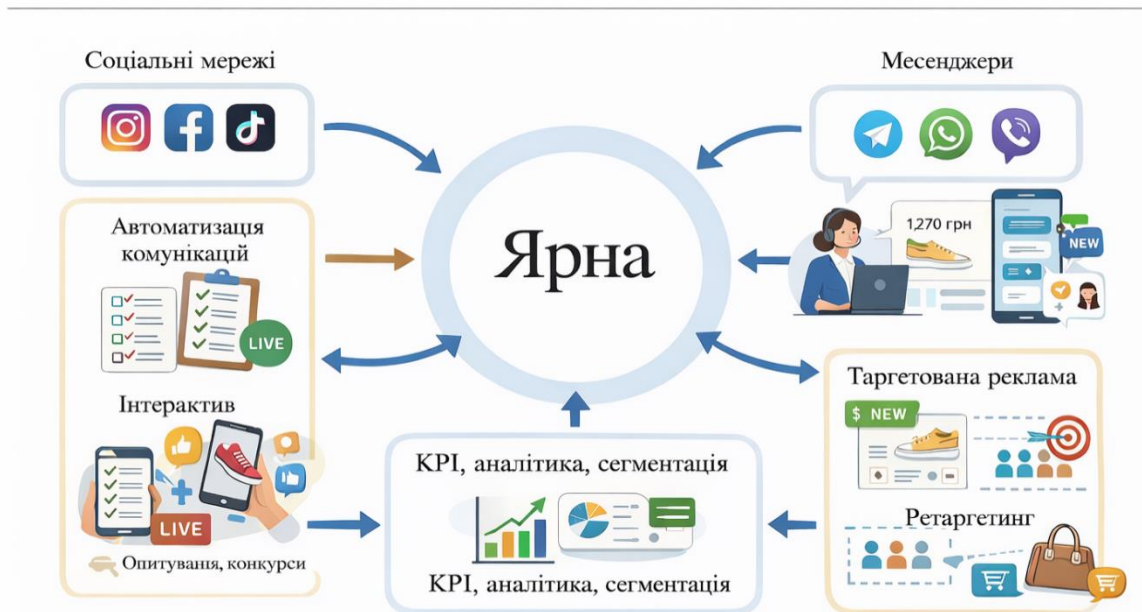 Соціальні мережі
Месенджери
Автоматизація
комунікацій
LIVE
Ярна
1,270 грн
NEW
Інтерактив
LIVE
Опитування, конкурси
KPI, аналітика, сегментація
KPI, аналітика, сегментація
Таргетована реклама
$ NEW
Ретаргетинг